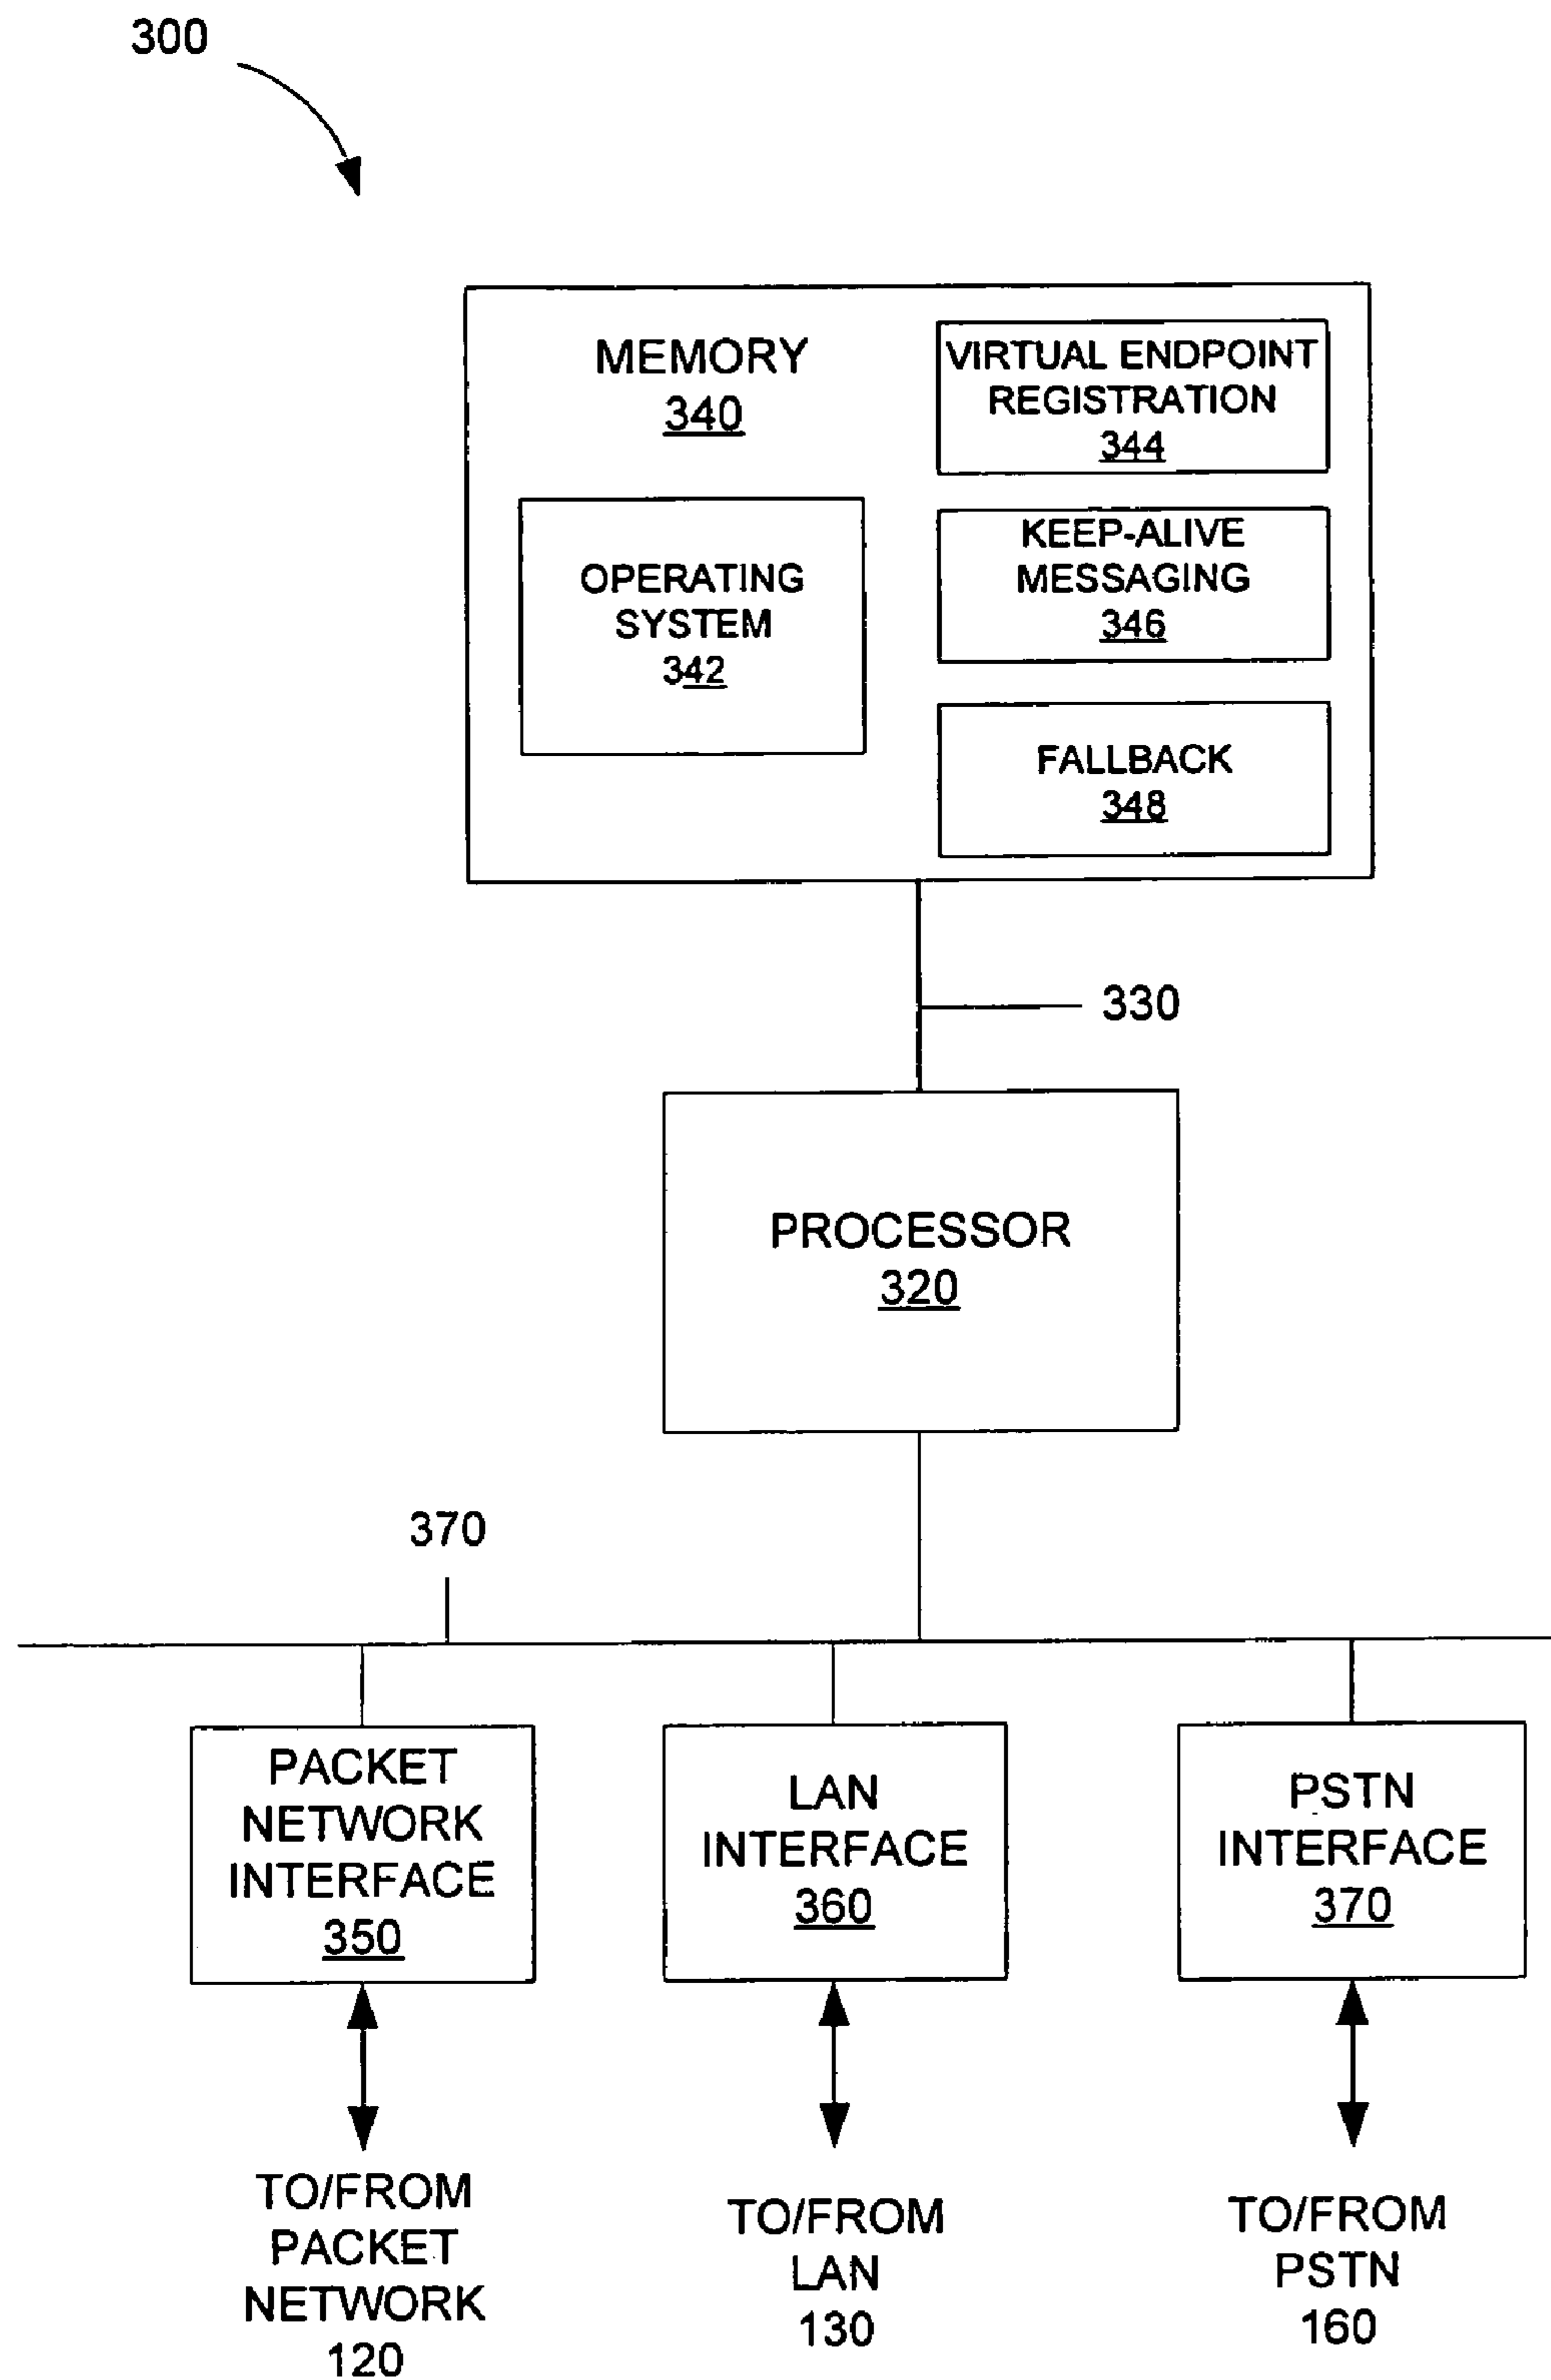 300
MEMORY
340
VIRTUAL ENDPOINT
REGISTRATION
344
OPERATING
SYSTEM
342
KEEP-ALIVE
MESSAGING
346
FALLBACK
348
330
PROCESSOR
320
370
PACKET
NETWORK
INTERFACE
350
LAN
INTERFACE
360
PSTN
INTERFACE
370
TO/FROM
PACKET
NETWORK
120
TO/FROM
LAN
130
TO/FROM
PSTN
160